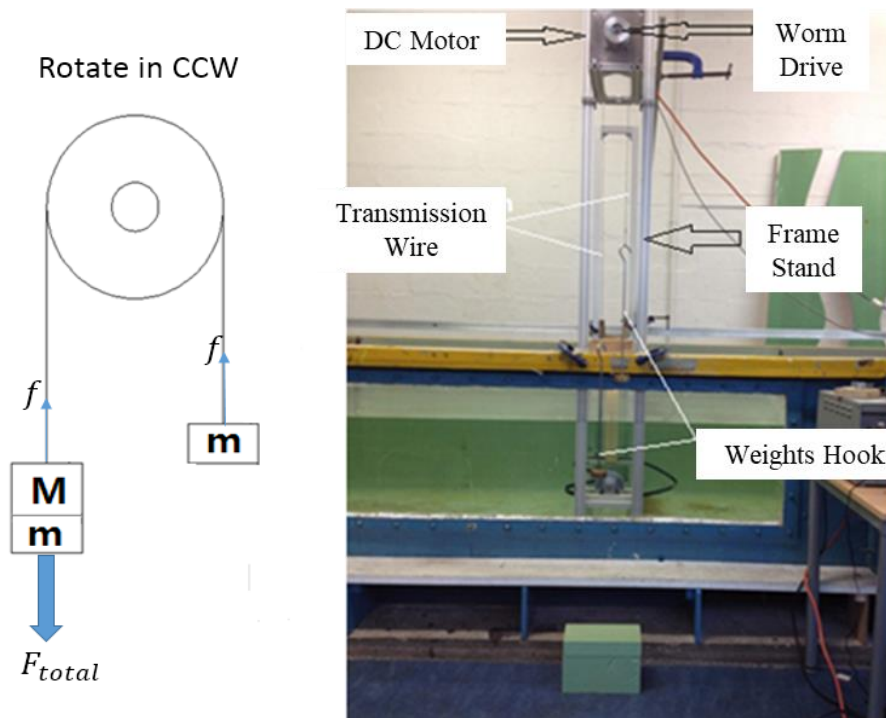 Rotate in CCW
f
f
m
M
m
F_total
DC Motor
Worm
Drive
Transmission
Wire
Frame
Stand
Weights Hook